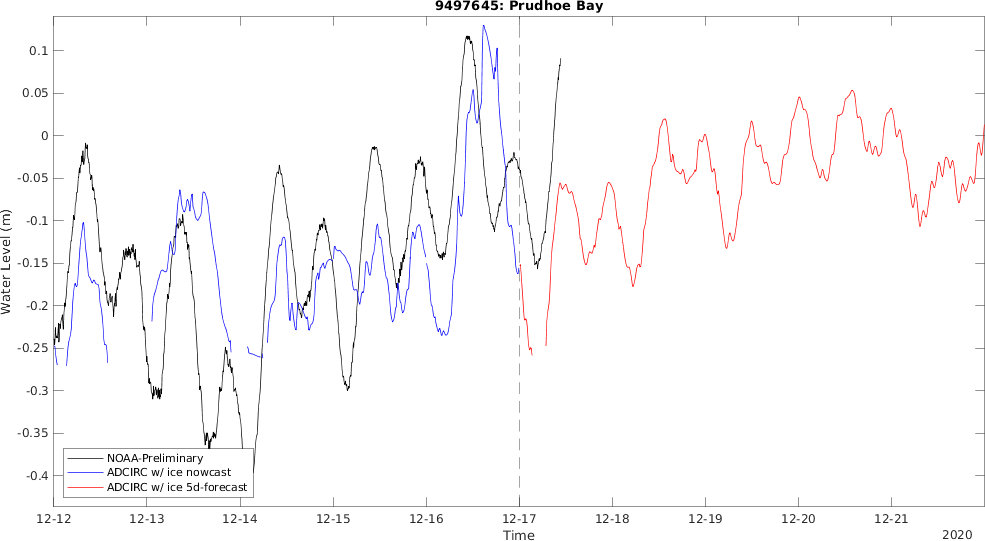 9497645: Prudhoe Bay
Water Level (m)
0.1
0.05
0
-0.05
-0.1
-0.15
-0.2
-0.25
-0.3
-0.35
-0.4
NOAA-Preliminary
ADCIRC w/ ice nowcast
ADCIRC w/ ice 5d-forecast
12-12 12-13 12-14 12-15 12-16 12-17 12-18 12-19 12-20 12-21
Time
2020